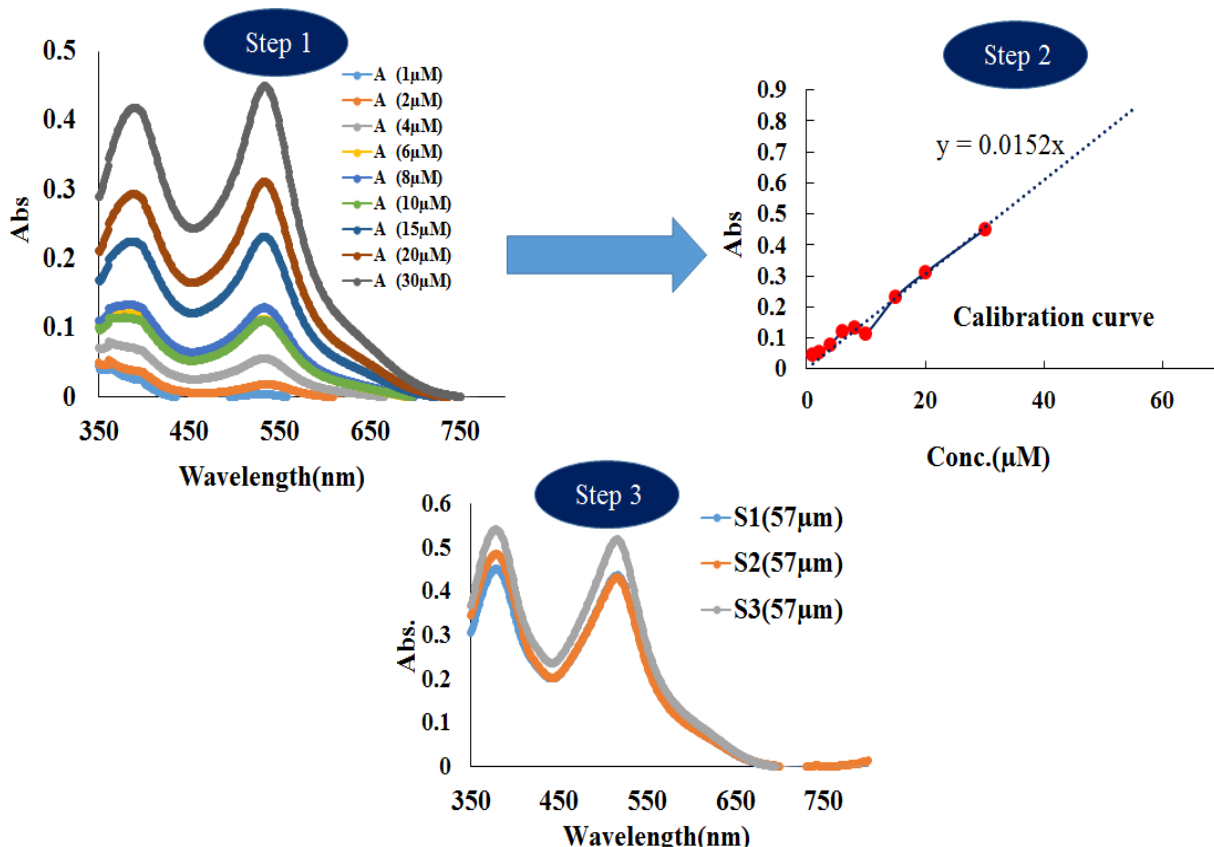 Step 1
0.5
0.4
0.3
0.2
0.1
0
Abs
350
450
550
650
750
Wavelength(nm)
A (1μM)
A (2μM)
A (4μM)
A (6μM)
A (8μM)
A (10μM)
A (15μM)
A (20μM)
A (30μM)
Step 2
0.9
0.8
0.7
0.6
0.5
0.4
0.3
0.2
0.1
0
Abs
y = 0.0152x
Calibration curve
0
20
40
60
Conc.(μM)
Step 3
0.6
0.5
0.4
0.3
0.2
0.1
0
Abs.
350
450
550
650
750
Wavelength(nm)
S1(57μm)
S2(57μm)
S3(57μm)